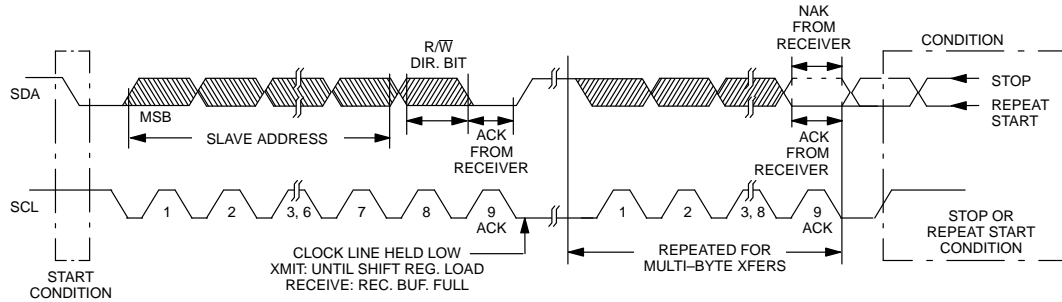 NAK
FROM
RECEIVER
CONDITION
R/W̅
DIR. BIT
SDA
STOP
REPEAT
START
MSB
SLAVE ADDRESS
ACK
FROM
RECEIVER
ACK
FROM
RECEIVER
SCL
1 2 3, 6 7 8 9 1 2 3, 8 9
ACK ACK
START
CONDITION
CLOCK LINE HELD LOW
XMIT: UNTIL SHIFT REG. LOAD
RECEIVE: REC. BUF. FULL
REPEATED FOR
MULTI–BYTE XFERS
STOP OR
REPEAT START
CONDITION